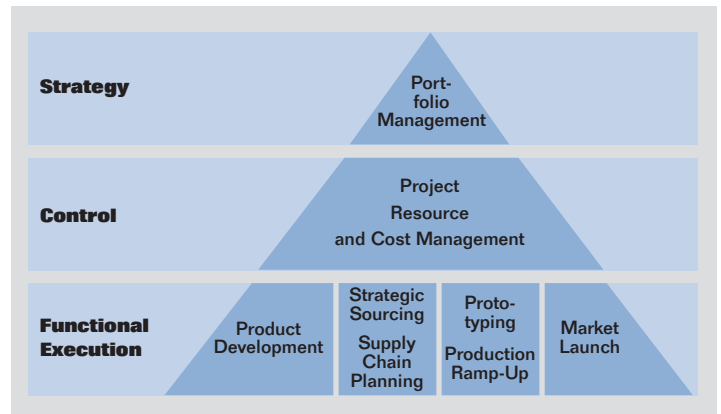 Strategy
Port-
folio
Management
Control
Project
Resource
and Cost Management
Functional
Execution
Product
Development
Strategic
Sourcing
Supply
Chain
Planning
Proto-
typing
Production
Ramp-Up
Market
Launch